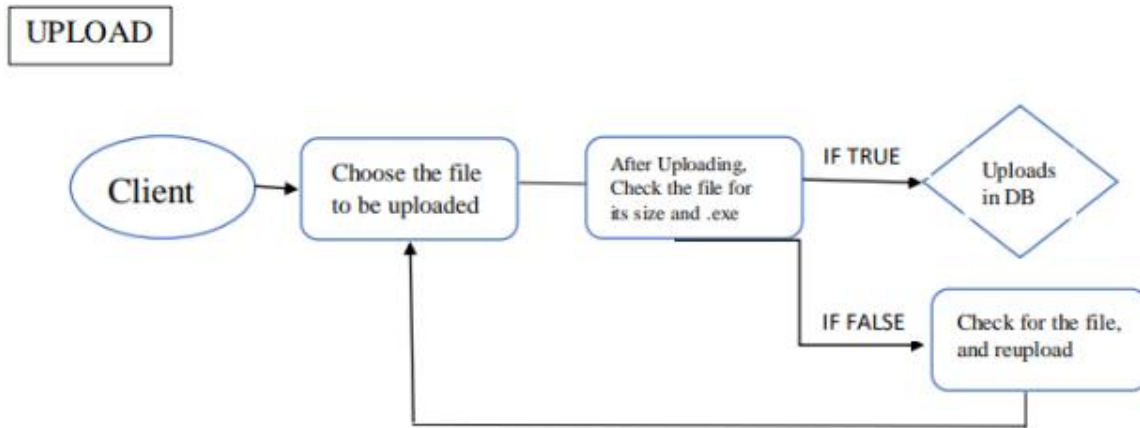 UPLOAD
Client
Choose the file
to be uploaded
After Uploading,
Check the file for
its size and .exe
IF TRUE
Uploads
in DB
IF FALSE
Check for the file,
and reupload